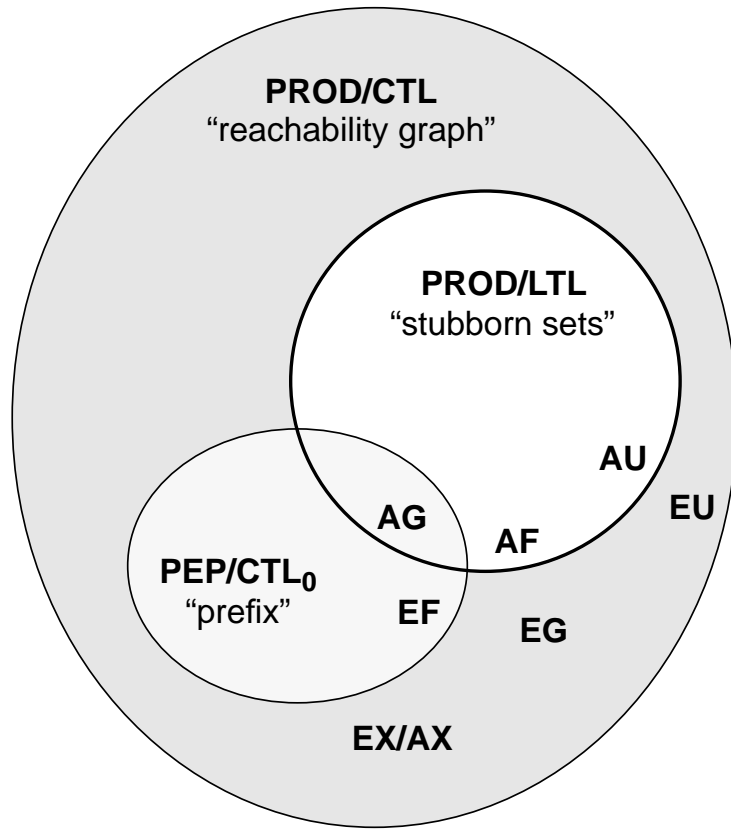 PROD/CTL
“reachability graph”
PROD/LTL
“stubborn sets”
AU
EU
AG
AF
PEP/CTL₀
“prefix”
EF
EG
EX/AX